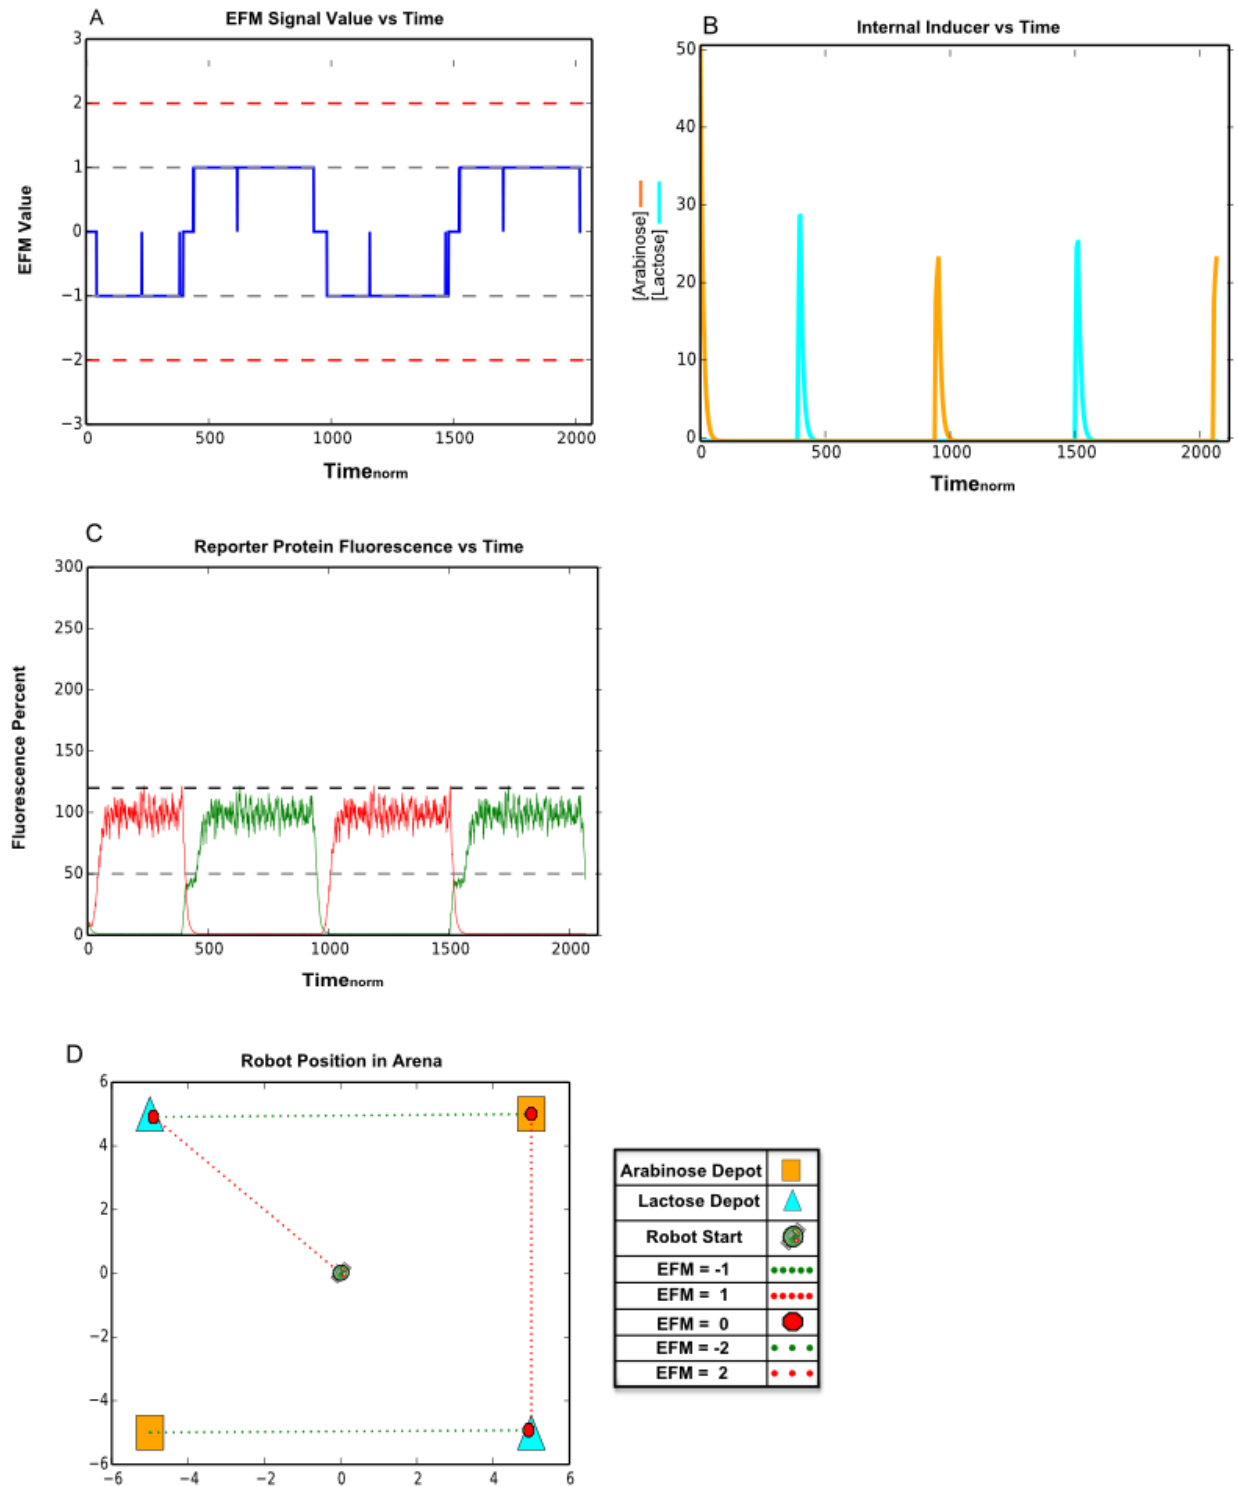 A
EFM Signal Value vs Time
EFM Value
3
2
1
0
−1
−2
−3
0 500 1000 1500 2000
Timenorm
B
Internal Inducer vs Time
[Arabinose]
[Lactose]
50
40
30
20
10
0
0 500 1000 1500 2000
Timenorm
C
Reporter Protein Fluorescence vs Time
Fluorescence Percent
300
250
200
150
100
50
0
0 500 1000 1500 2000
Timenorm
D
Robot Position in Arena
6
4
2
0
−2
−4
−6
−6 −4 −2 0 2 4 6
Arabinose Depot
Lactose Depot
Robot Start
EFM = -1
EFM = 1
EFM = 0
EFM = -2
EFM = 2